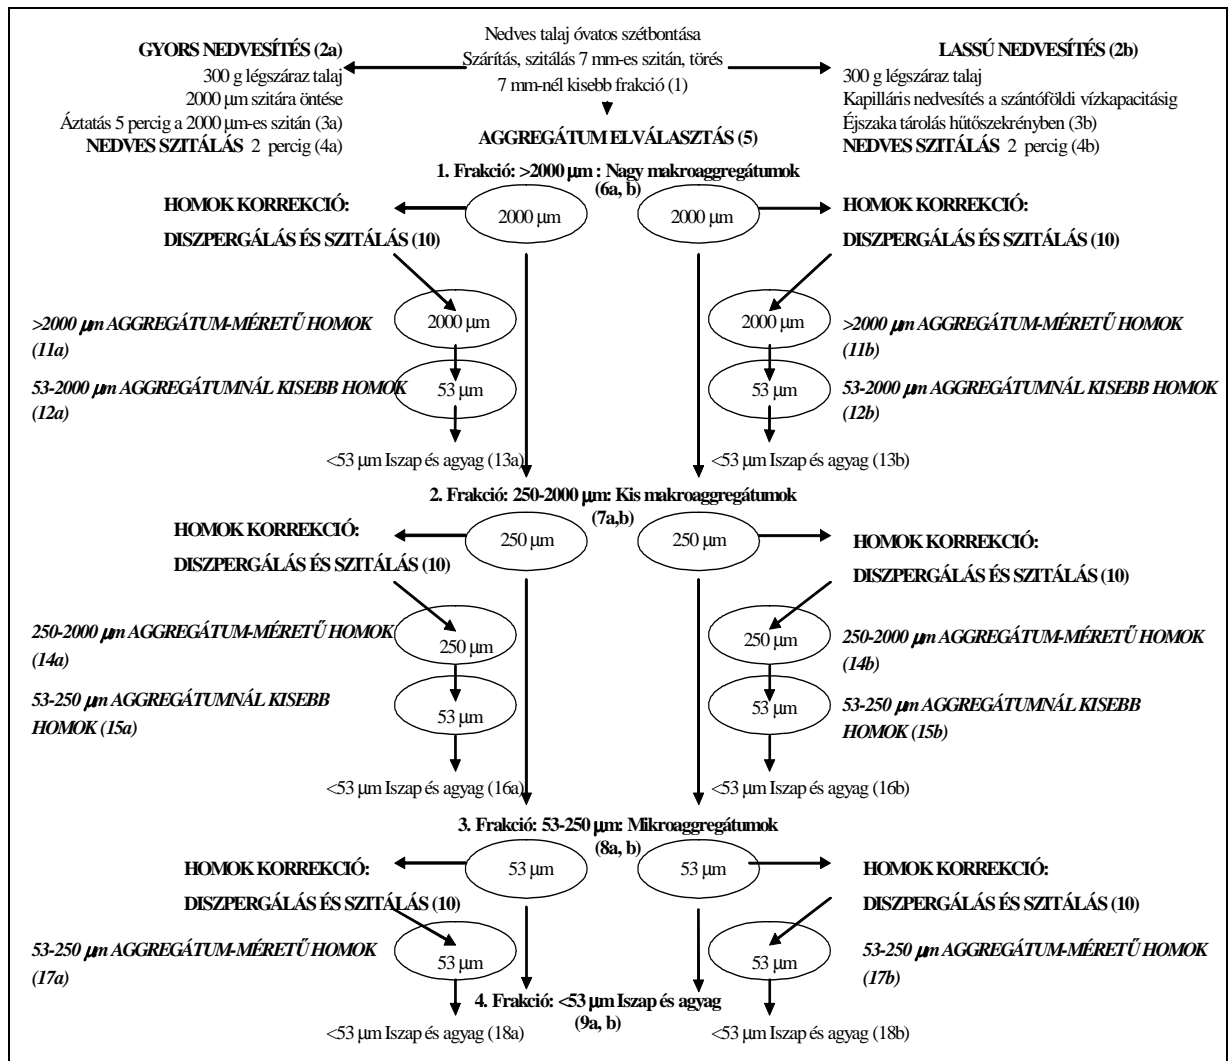 Nedves talaj óvatos szétbontása
Szárítás, szitálás 7 mm-es szitán, törés
7 mm-nél kisebb frakció (1)
GYORS NEDVESÍTÉS (2a)
300 g légszáraz talaj
2000 µm szitára öntése
Áztatás 5 percig a 2000 µm-es szitán (3a)
NEDVES SZITÁLÁS 2 percig (4a)
LASSÚ NEDVESÍTÉS (2b)
300 g légszáraz talaj
Kapilláris nedvesítés a szántóföldi vízkapacitásig
Éjszaka tárolás hűtőszekrényben (3b)
NEDVES SZITÁLÁS 2 percig (4b)
AGGREGÁTUM ELVÁLASZTÁS (5)
1. Frakció: >2000 µm : Nagy makroaggregátumok
(6a, b)
HOMOK KORREKCIÓ:
DISZPERGÁLÁS ÉS SZITÁLÁS (10)
2000 µm
2000 µm
HOMOK KORREKCIÓ:
DISZPERGÁLÁS ÉS SZITÁLÁS (10)
>2000 µm AGGREGÁTUM-MÉRETŰ HOMOK
(11a)
2000 µm
2000 µm
>2000 µm AGGREGÁTUM-MÉRETŰ HOMOK
(11b)
53-2000 µm AGGREGÁTUMNÁL KISEBB HOMOK
(12a)
53 µm
53 µm
53-2000 µm AGGREGÁTUMNÁL KISEBB HOMOK
(12b)
<53 µm Iszap és agyag (13a)
<53 µm Iszap és agyag (13b)
2. Frakció: 250-2000 µm: Kis makroaggregátumok
(7a,b)
HOMOK KORREKCIÓ:
DISZPERGÁLÁS ÉS SZITÁLÁS (10)
250 µm
250 µm
HOMOK KORREKCIÓ:
DISZPERGÁLÁS ÉS SZITÁLÁS (10)
250-2000 µm AGGREGÁTUM-MÉRETŰ HOMOK
(14a)
250 µm
250 µm
250-2000 µm AGGREGÁTUM-MÉRETŰ HOMOK
(14b)
53-250 µm AGGREGÁTUMNÁL KISEBB
HOMOK (15a)
53 µm
53 µm
53-250 µm AGGREGÁTUMNÁL KISEBB
HOMOK (15b)
<53 µm Iszap és agyag (16a)
<53 µm Iszap és agyag (16b)
3. Frakció: 53-250 µm: Mikroaggregátumok
(8a, b)
HOMOK KORREKCIÓ:
DISZPERGÁLÁS ÉS SZITÁLÁS (10)
53 µm
53 µm
HOMOK KORREKCIÓ:
DISZPERGÁLÁS ÉS SZITÁLÁS (10)
53-250 µm AGGREGÁTUM-MÉRETŰ HOMOK
(17a)
53 µm
53 µm
53-250 µm AGGREGÁTUM-MÉRETŰ HOMOK
(17b)
4. Frakció: <53 µm Iszap és agyag
(9a, b)
<53 µm Iszap és agyag (18a)
<53 µm Iszap és agyag (18b)